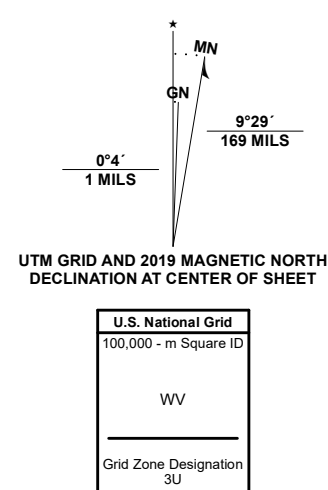 MN
GN
9°29´
169 MILS
0°4´
1 MILS
UTM GRID AND 2019 MAGNETIC NORTH
DECLINATION AT CENTER OF SHEET
U.S. National Grid
100,000 - m Square ID
WV
Grid Zone Designation
3U